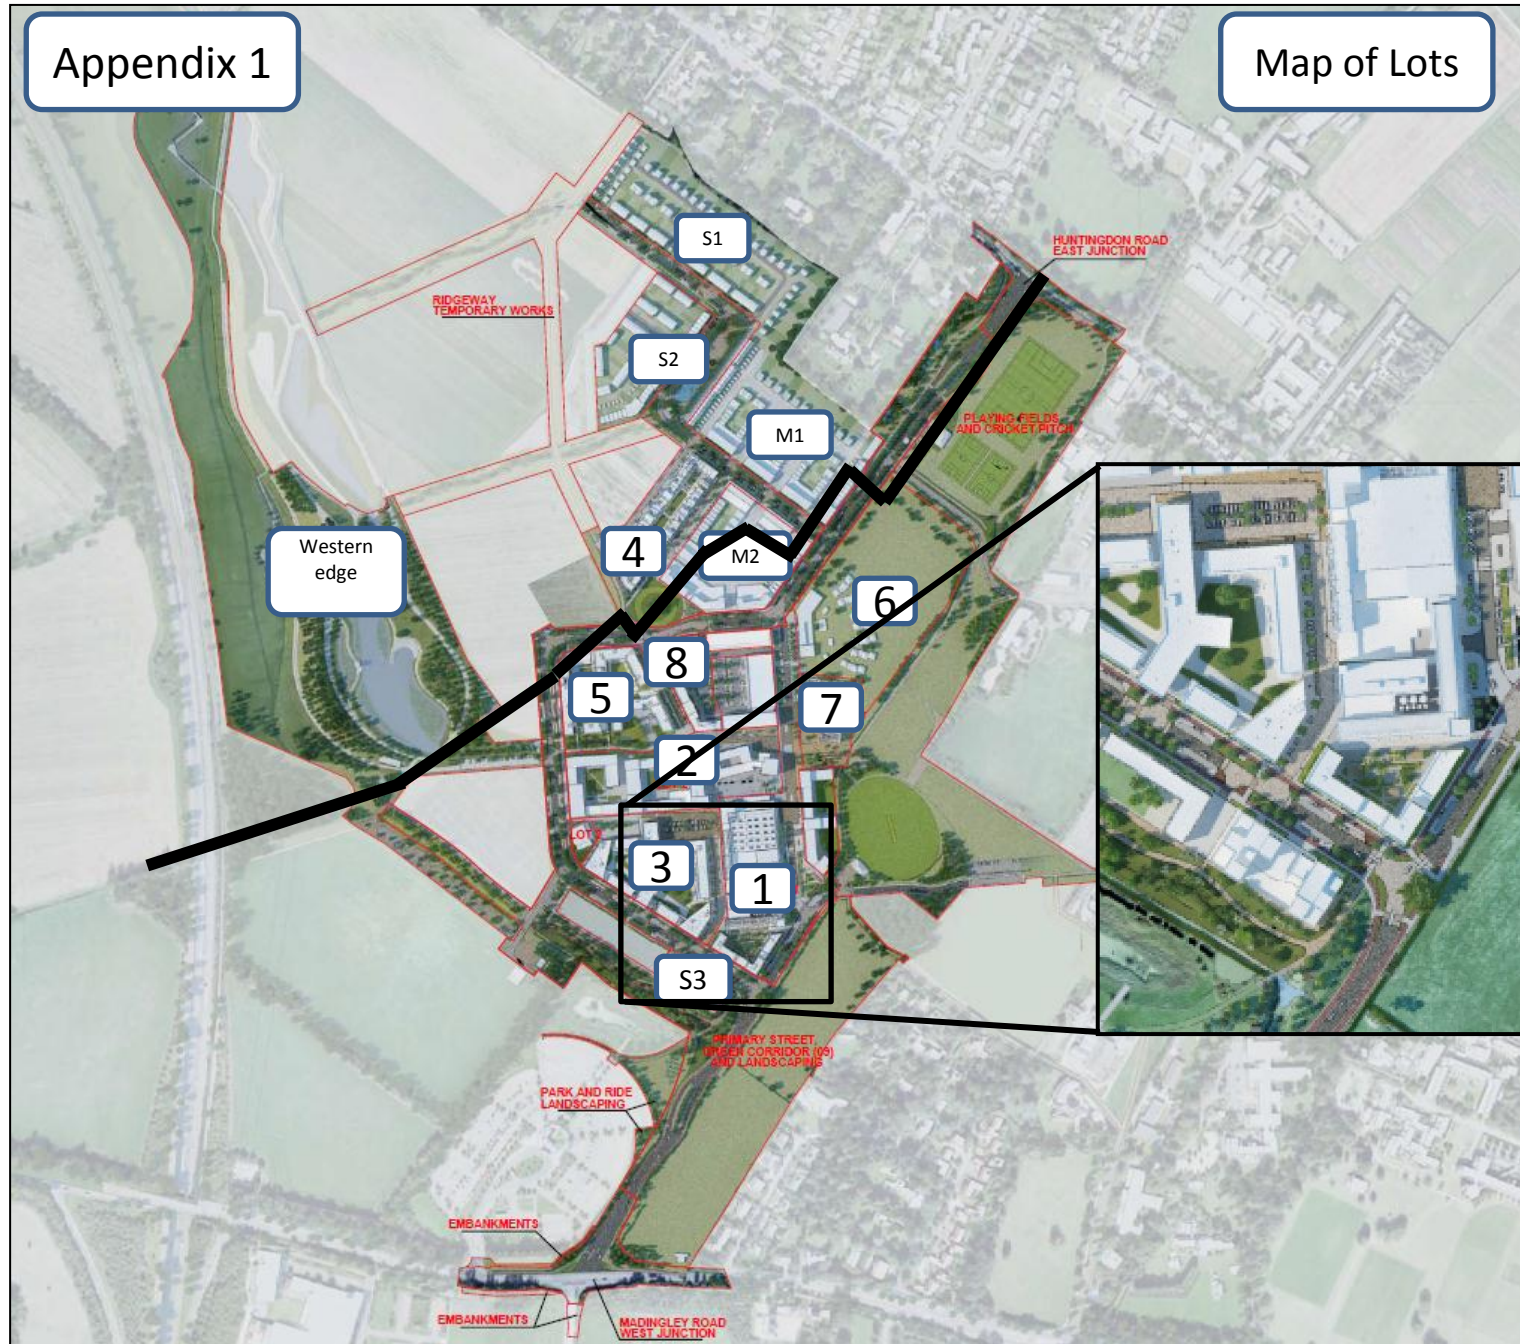 Appendix 1
Map of Lots
S1
HUNTINGDON ROAD
EAST JUNCTION
RIDGEWAY
TEMPORARY WORKS
S2
PLAYING FIELDS
AND CRICKET PITCH
M1
Western
edge
4
M2
6
8
5
7
2
LOT 2
3
1
S3
PRIMARY STREET,
GREEN CORRIDOR (09)
AND LANDSCAPING
PARK AND RIDE
LANDSCAPING
EMBANKMENTS
EMBANKMENTS
MADINGLEY ROAD
WEST JUNCTION